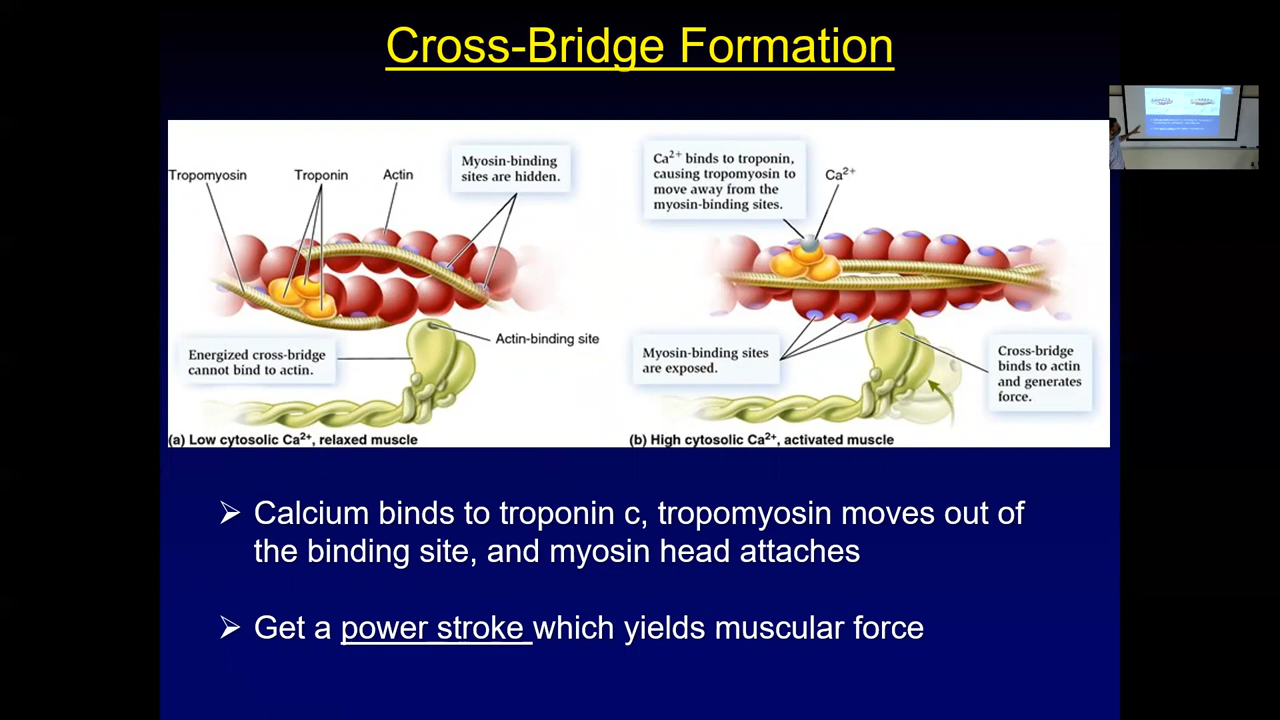 Cross-Bridge Formation
Tropomyosin
Troponin
Actin
Myosin-binding
sites are hidden.
Energized cross-bridge
cannot bind to actin.
Actin-binding site
(a) Low cytosolic Ca²⁺, relaxed muscle
Ca²⁺ binds to troponin,
causing tropomyosin to
move away from the
myosin-binding sites.
Ca²⁺
Myosin-binding sites
are exposed.
Cross-bridge
binds to actin
and generates
force.
(b) High cytosolic Ca²⁺, activated muscle
➢ Calcium binds to troponin c, tropomyosin moves out of
the binding site, and myosin head attaches
➢ Get a power stroke which yields muscular force